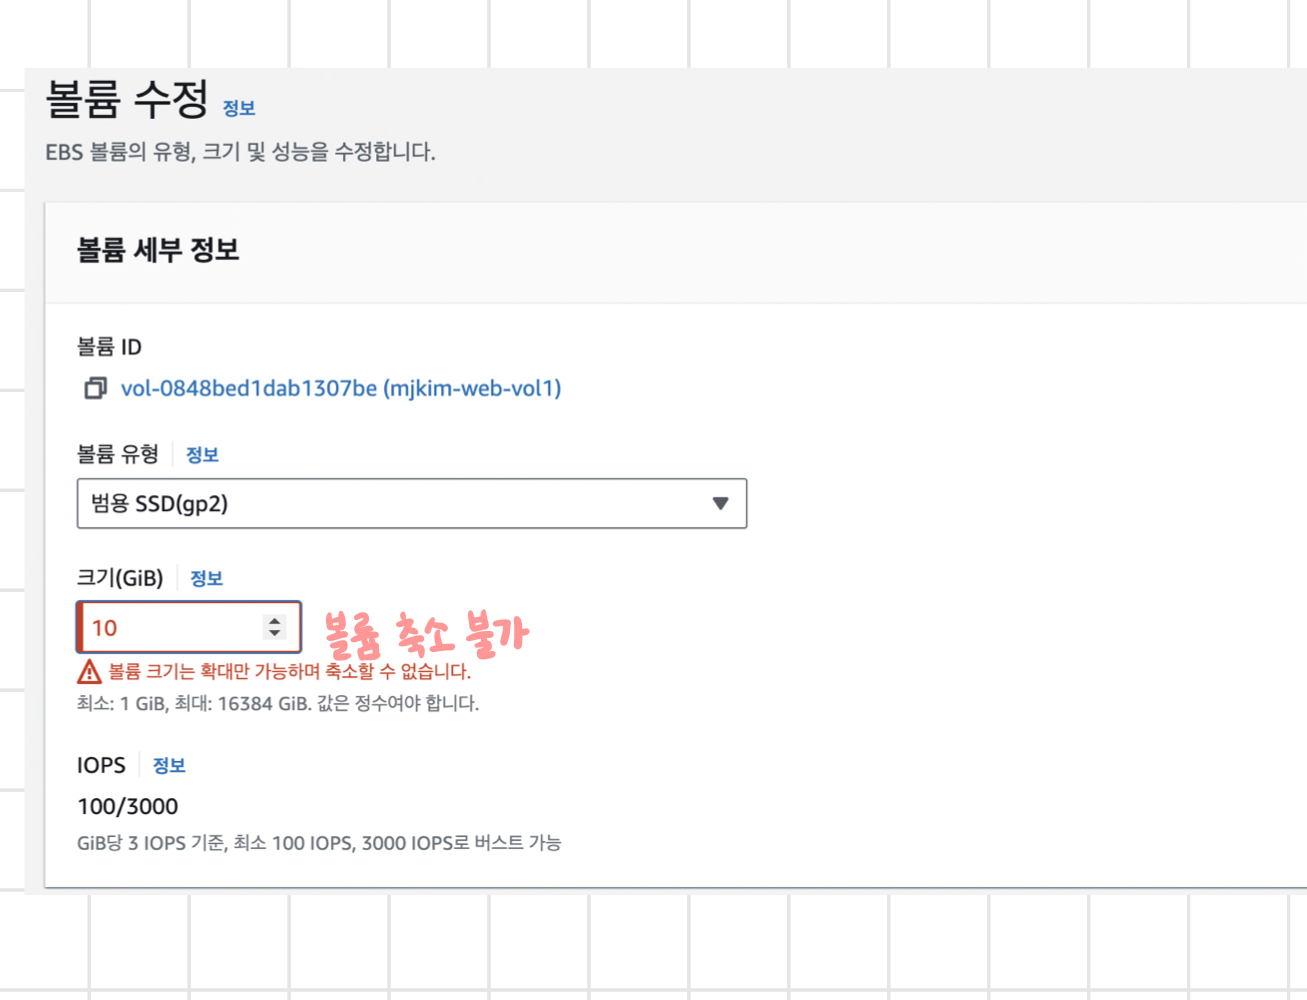 볼륨 수정 정보
EBS 볼륨의 유형, 크기 및 성능을 수정합니다.
볼륨 세부 정보
볼륨 ID
vol-0848bed1dab1307be (mjkim-web-vol1)
볼륨 유형 정보
범용 SSD(gp2)
크기(GiB) 정보
10 볼륨 축소 불가
볼륨 크기는 확대만 가능하며 축소할 수 없습니다.
최소: 1 GiB, 최대: 16384 GiB. 값은 정수여야 합니다.
IOPS 정보
100/3000
GiB당 3 IOPS 기준, 최소 100 IOPS, 3000 IOPS로 버스트 가능